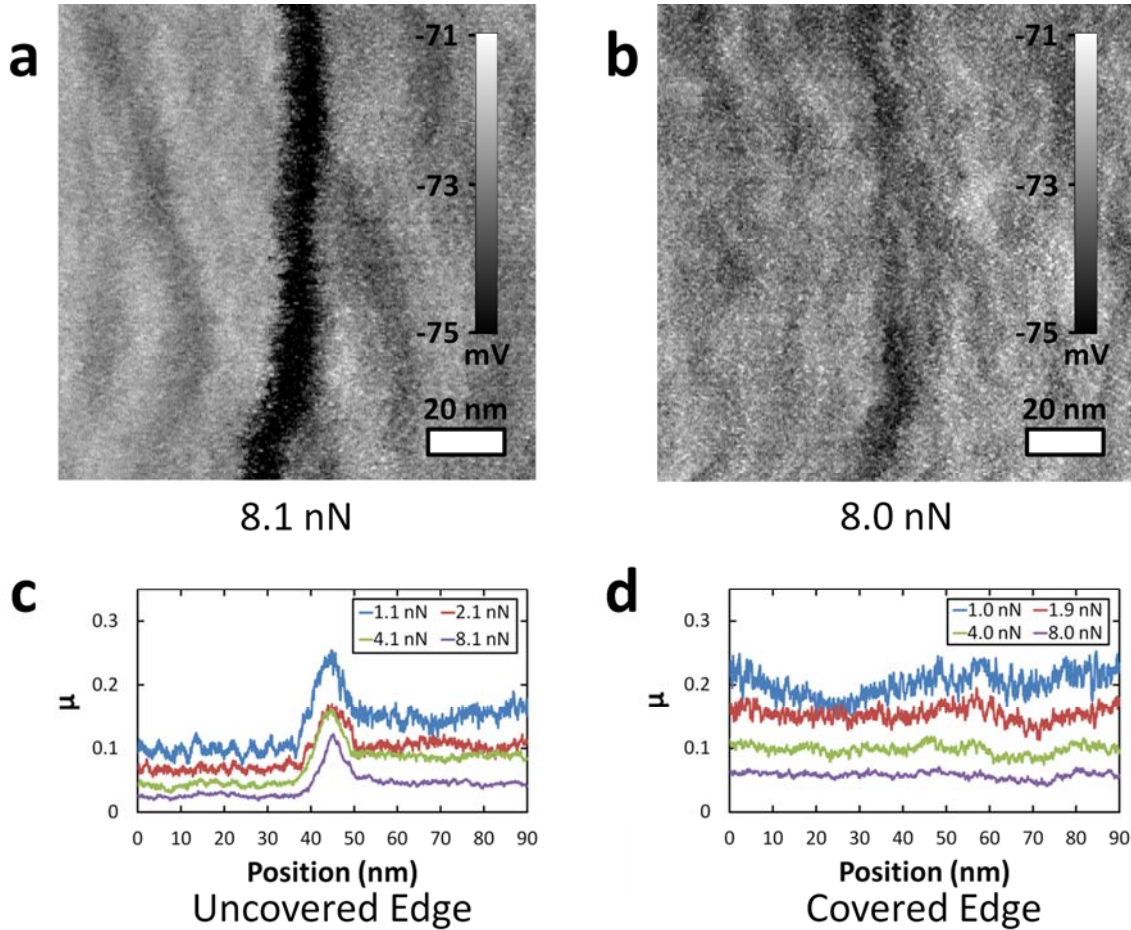 a
-71
-73
-75
mV
20 nm
8.1 nN
b
-71
-73
-75
mV
20 nm
8.0 nN
c
0.3
0.2
0.1
0
μ
1.1 nN 2.1 nN
4.1 nN 8.1 nN
0 10 20 30 40 50 60 70 80 90
Position (nm)
Uncovered Edge
d
0.3
0.2
0.1
0
μ
1.0 nN 1.9 nN
4.0 nN 8.0 nN
0 10 20 30 40 50 60 70 80 90
Position (nm)
Covered Edge